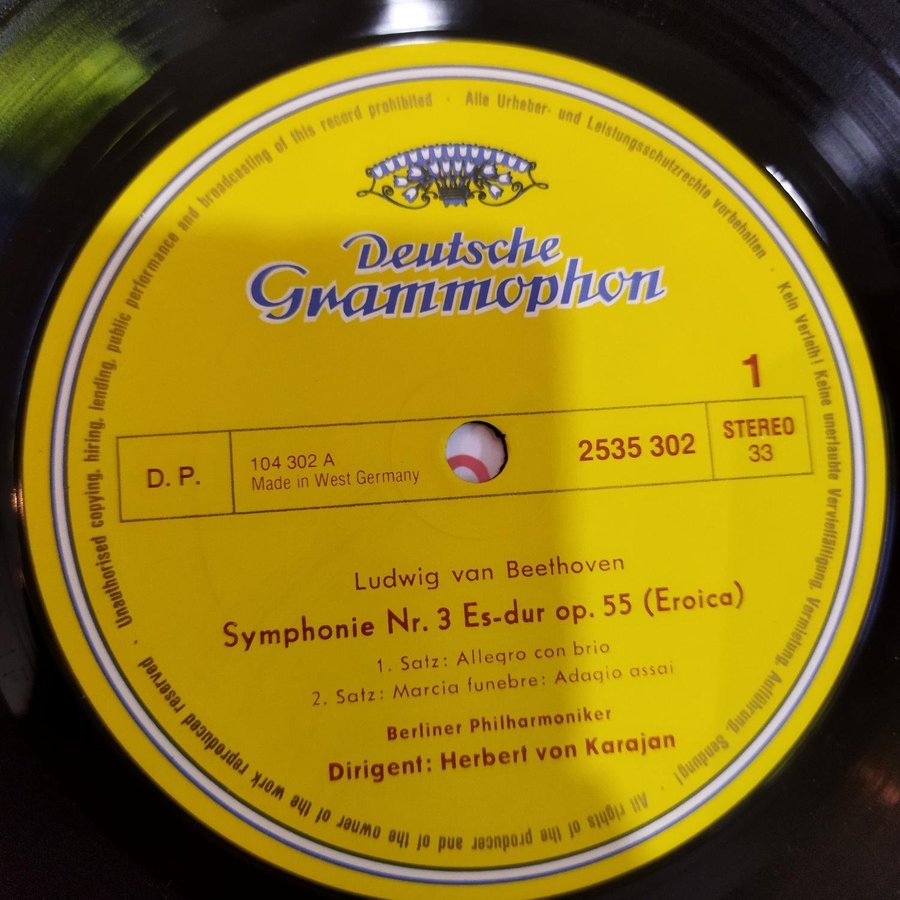 Deutsche
Grammophon
1
D. P.
104 302 A
Made in West Germany
2535 302
STEREO
33
Ludwig van Beethoven
Symphonie Nr. 3 Es-dur op. 55 (Eroica)
1. Satz: Allegro con brio
2. Satz: Marcia funebre: Adagio assai
Berliner Philharmoniker
Dirigent: Herbert von Karajan
Alle Urheber- und Leistungsschutzrechte vorbehalten · Kein Verleih! Keine unerlaubte Vervielfältigung, Vermietung, Aufführung, Sendung! · All rights of the producer and of the owner of the work reproduced reserved · Unauthorised copying, hiring, lending, public performance and broadcasting of this record prohibited ·